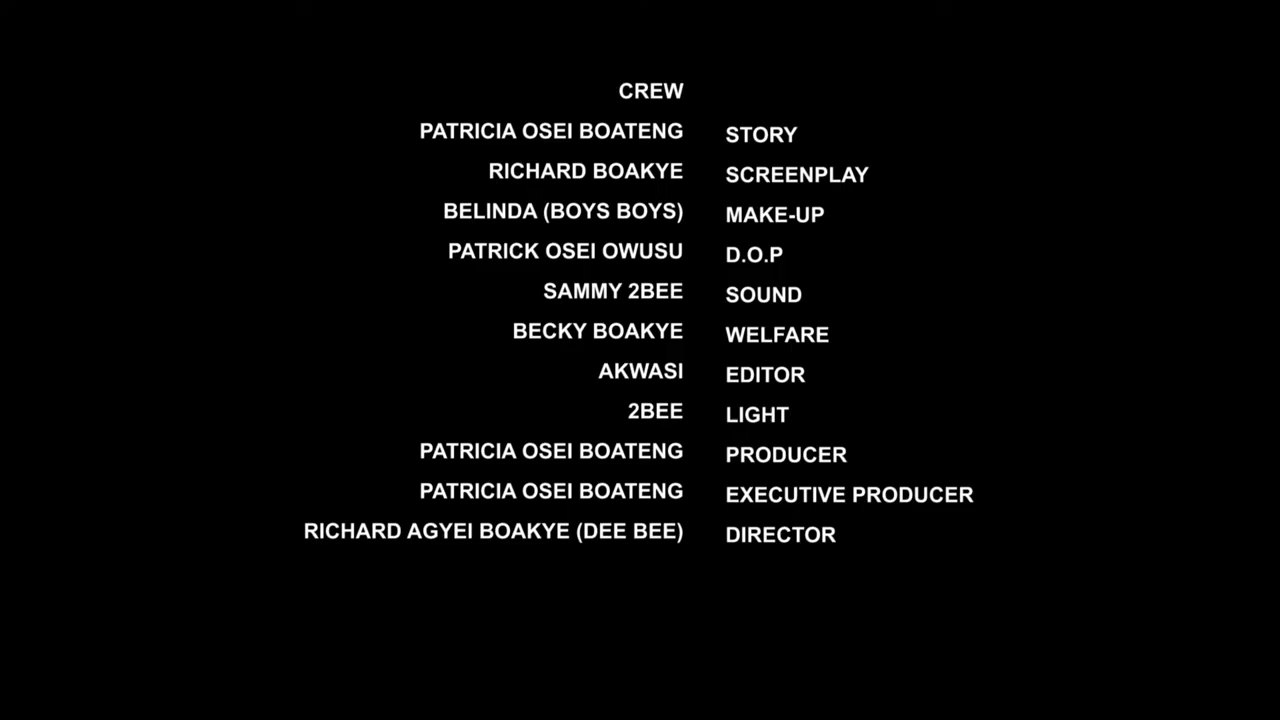 CREW
PATRICIA OSEI BOATENG STORY
RICHARD BOAKYE SCREENPLAY
BELINDA (BOYS BOYS) MAKE-UP
PATRICK OSEI OWUSU D.O.P
SAMMY 2BEE SOUND
BECKY BOAKYE WELFARE
AKWASI EDITOR
2BEE LIGHT
PATRICIA OSEI BOATENG PRODUCER
PATRICIA OSEI BOATENG EXECUTIVE PRODUCER
RICHARD AGYEI BOAKYE (DEE BEE) DIRECTOR